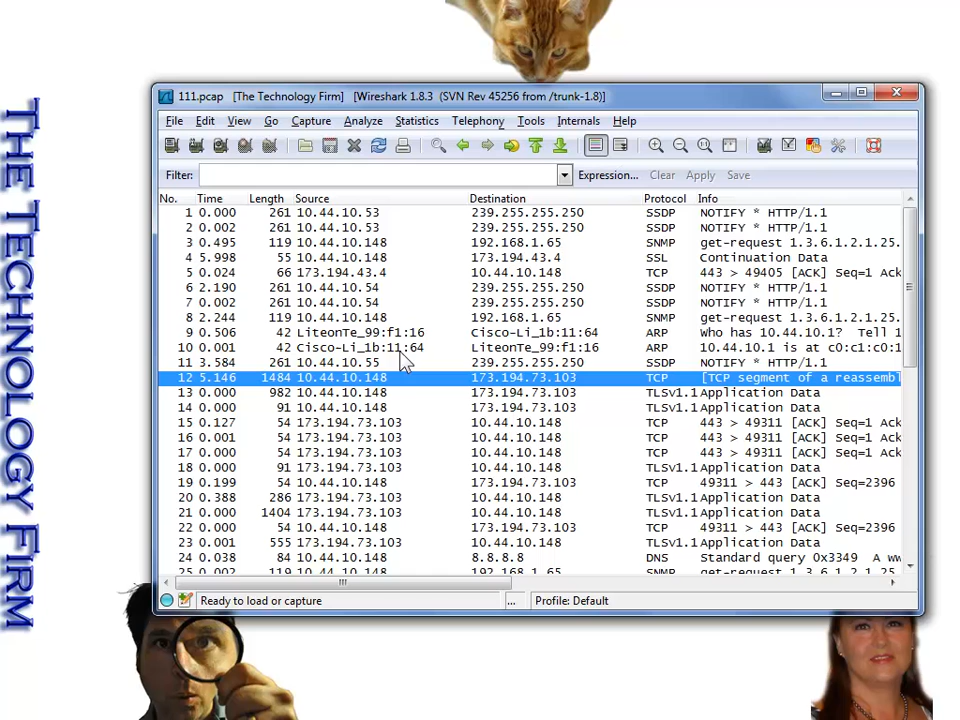 THE TECHNOLOGY FIRM
111.pcap [The Technology Firm] [Wireshark 1.8.3 (SVN Rev 45256 from /trunk-1.8)]
File Edit View Go Capture Analyze Statistics Telephony Tools Internals Help
Filter: Expression... Clear Apply Save
No. Time Length Source Destination Protocol Info
1 0.000 261 10.44.10.53 239.255.255.250 SSDP NOTIFY * HTTP/1.1
2 0.002 261 10.44.10.53 239.255.255.250 SSDP NOTIFY * HTTP/1.1
3 0.495 119 10.44.10.148 192.168.1.65 SNMP get-request 1.3.6.1.2.1.25.
4 5.998 55 10.44.10.148 173.194.43.4 SSL Continuation Data
5 0.024 66 173.194.43.4 10.44.10.148 TCP 443 > 49405 [ACK] Seq=1 Ack
6 2.190 261 10.44.10.54 239.255.255.250 SSDP NOTIFY * HTTP/1.1
7 0.002 261 10.44.10.54 239.255.255.250 SSDP NOTIFY * HTTP/1.1
8 2.244 119 10.44.10.148 192.168.1.65 SNMP get-request 1.3.6.1.2.1.25.
9 0.506 42 LiteonTe_99:f1:16 Cisco-Li_1b:11:64 ARP Who has 10.44.10.1? Tell 1
10 0.001 42 Cisco-Li_1b:11:64 LiteonTe_99:f1:16 ARP 10.44.10.1 is at c0:c1:c0:1
11 3.584 261 10.44.10.55 239.255.255.250 SSDP NOTIFY * HTTP/1.1
12 5.146 1484 10.44.10.148 173.194.73.103 TCP [TCP segment of a reassembl
13 0.000 982 10.44.10.148 173.194.73.103 TLSv1.1 Application Data
14 0.000 91 10.44.10.148 173.194.73.103 TLSv1.1 Application Data
15 0.127 54 173.194.73.103 10.44.10.148 TCP 443 > 49311 [ACK] Seq=1 Ack
16 0.001 54 173.194.73.103 10.44.10.148 TCP 443 > 49311 [ACK] Seq=1 Ack
17 0.000 54 173.194.73.103 10.44.10.148 TCP 443 > 49311 [ACK] Seq=1 Ack
18 0.000 91 173.194.73.103 10.44.10.148 TLSv1.1 Application Data
19 0.199 54 10.44.10.148 173.194.73.103 TCP 49311 > 443 [ACK] Seq=2396
20 0.388 286 173.194.73.103 10.44.10.148 TLSv1.1 Application Data
21 0.000 1404 173.194.73.103 10.44.10.148 TLSv1.1 Application Data
22 0.000 54 10.44.10.148 173.194.73.103 TCP 49311 > 443 [ACK] Seq=2396
23 0.001 555 173.194.73.103 10.44.10.148 TLSv1.1 Application Data
24 0.038 84 10.44.10.148 8.8.8.8 DNS Standard query 0x3349 A ww
25 0.002 119 10.44.10.148 192.168.1.65 SNMP get-request 1.3.6.1.2.1.25.
Ready to load or capture ... Profile: Default